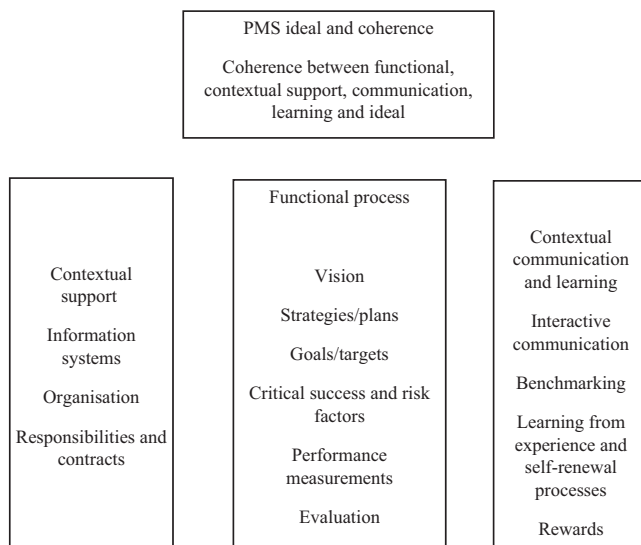 PMS ideal and coherence
Coherence between functional,
contextual support, communication,
learning and ideal
Contextual
support
Information
systems
Organisation
Responsibilities and
contracts
Functional process
Vision
Strategies/plans
Goals/targets
Critical success and risk
factors
Performance
measurements
Evaluation
Contextual
communication
and learning
Interactive
communication
Benchmarking
Learning from
experience and
self-renewal
processes
Rewards